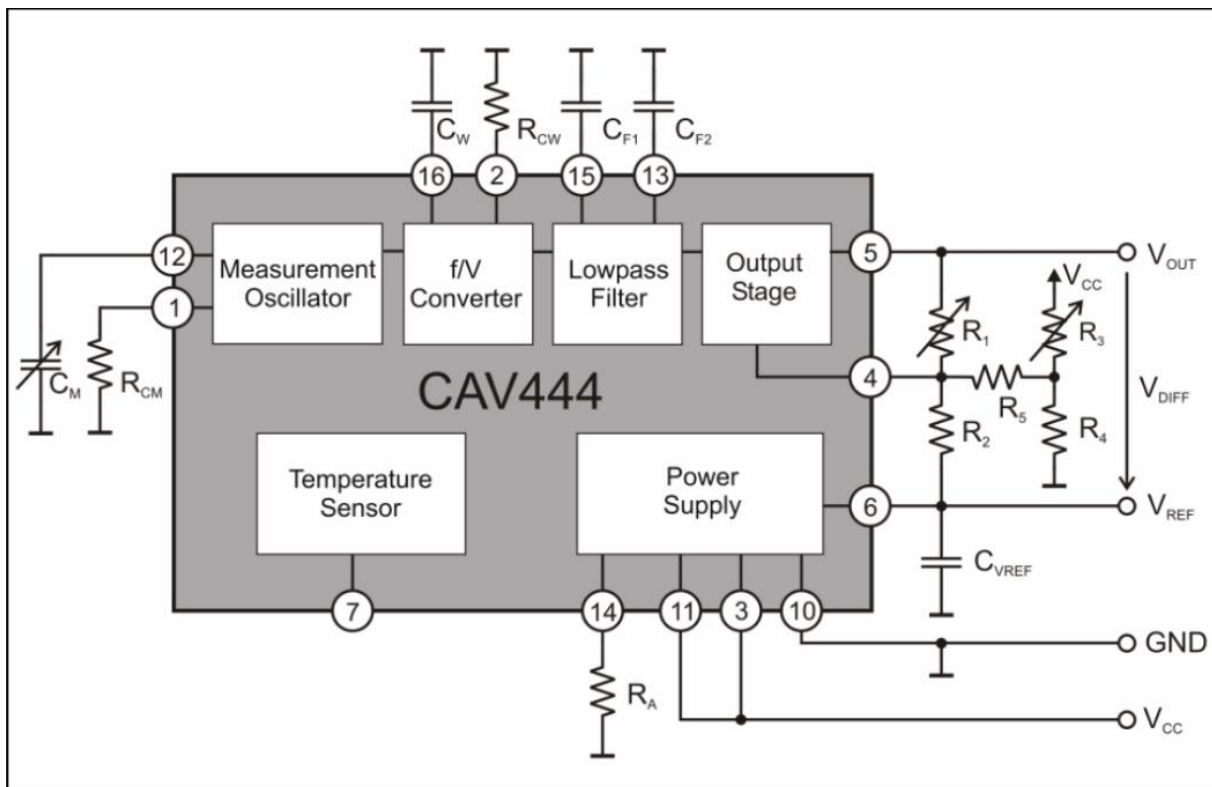 C_W
R_CW
C_F1
C_F2
16
2
15
13
12
Measurement
Oscillator
f/V
Converter
Lowpass
Filter
Output
Stage
5
V_OUT
1
V_CC
R_1
R_3
C_M
R_CM
CAV444
4
R_5
V_DIFF
R_2
R_4
Temperature
Sensor
Power
Supply
6
V_REF
C_VREF
7
14
11
3
10
GND
R_A
V_CC